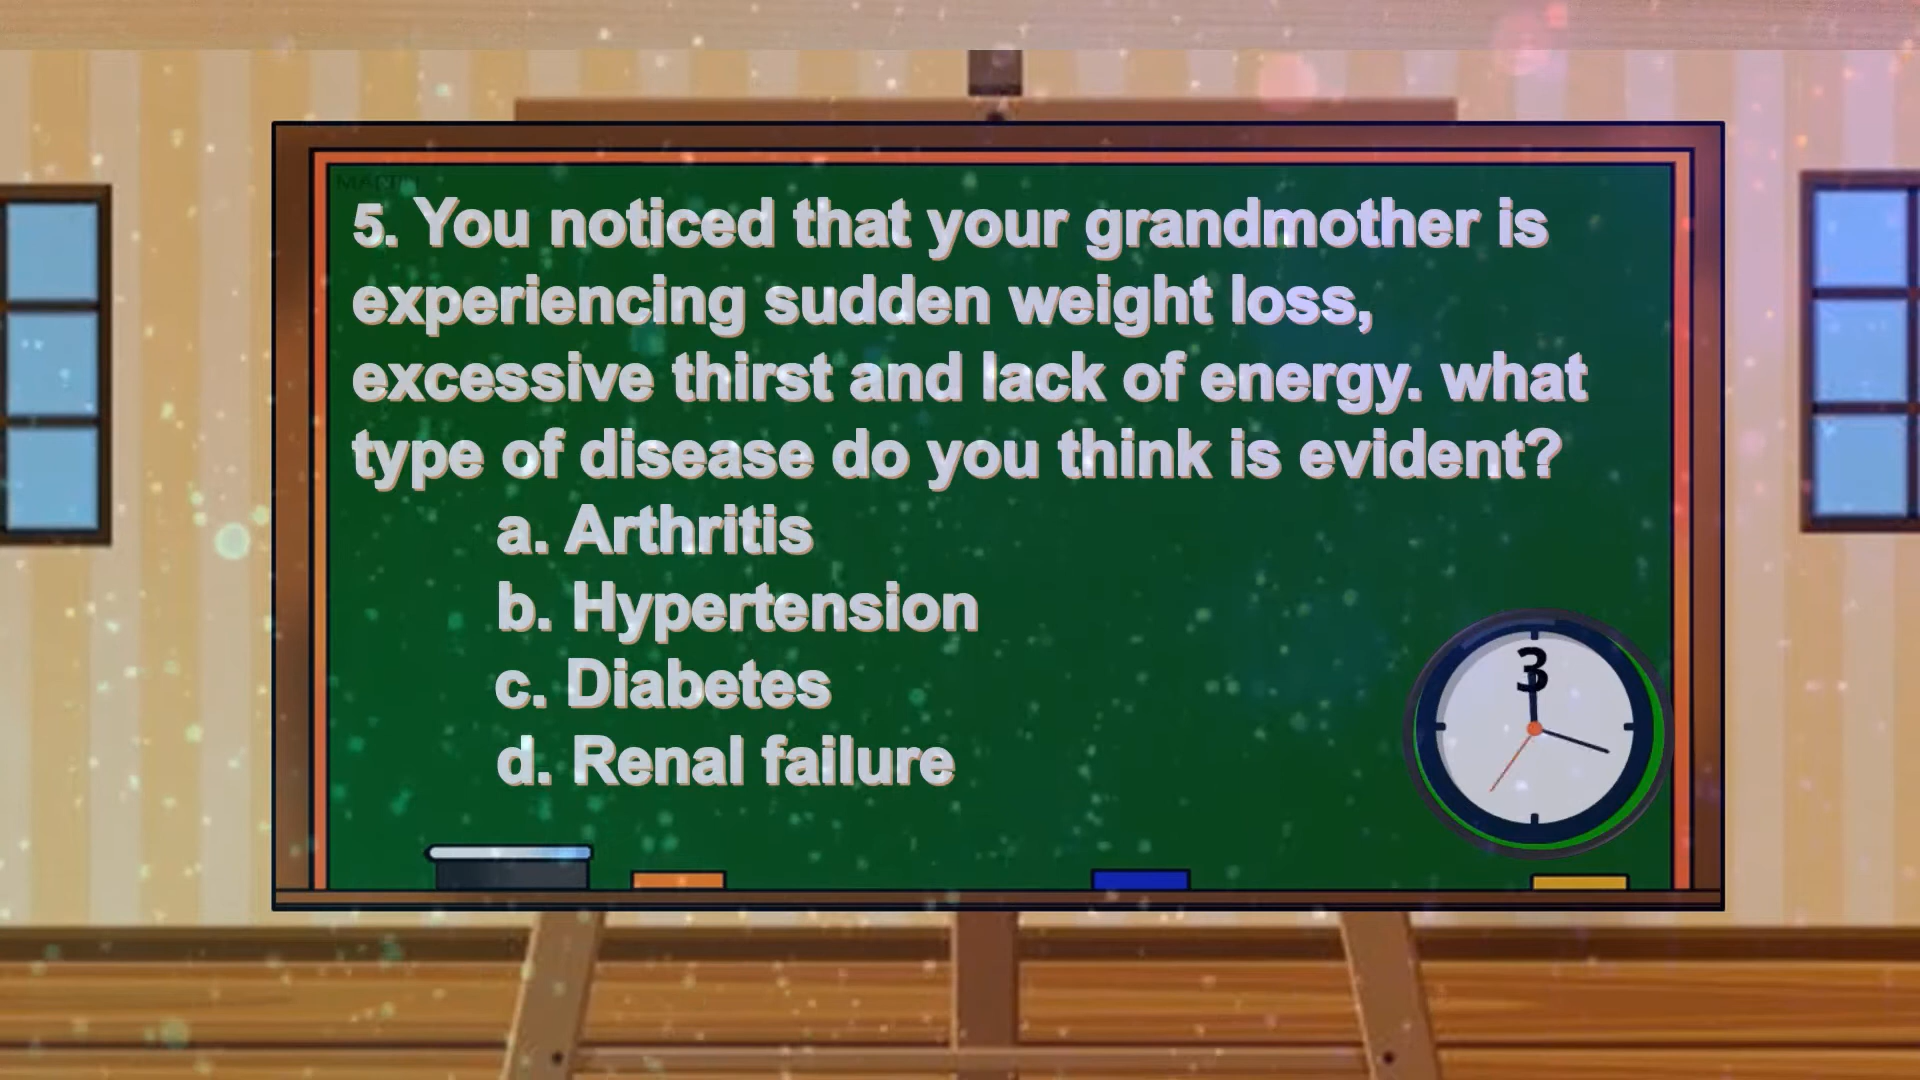 5. You noticed that your grandmother is
experiencing sudden weight loss,
excessive thirst and lack of energy. what
type of disease do you think is evident?
a. Arthritis
b. Hypertension
c. Diabetes
d. Renal failure
3